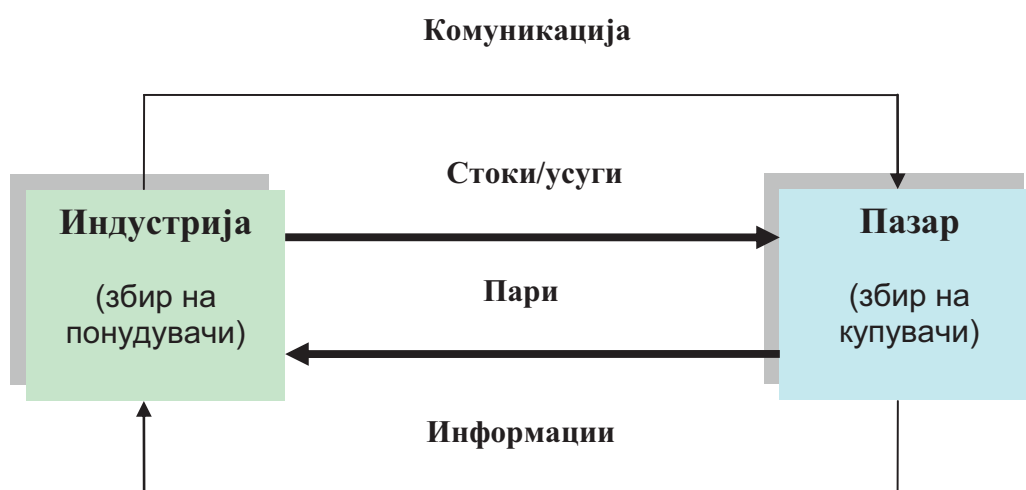 Комуникација
Стоки/усуги
Индустрија
(збир на
понудувачи)
Пазар
(збир на
купувачи)
Пари
Информации